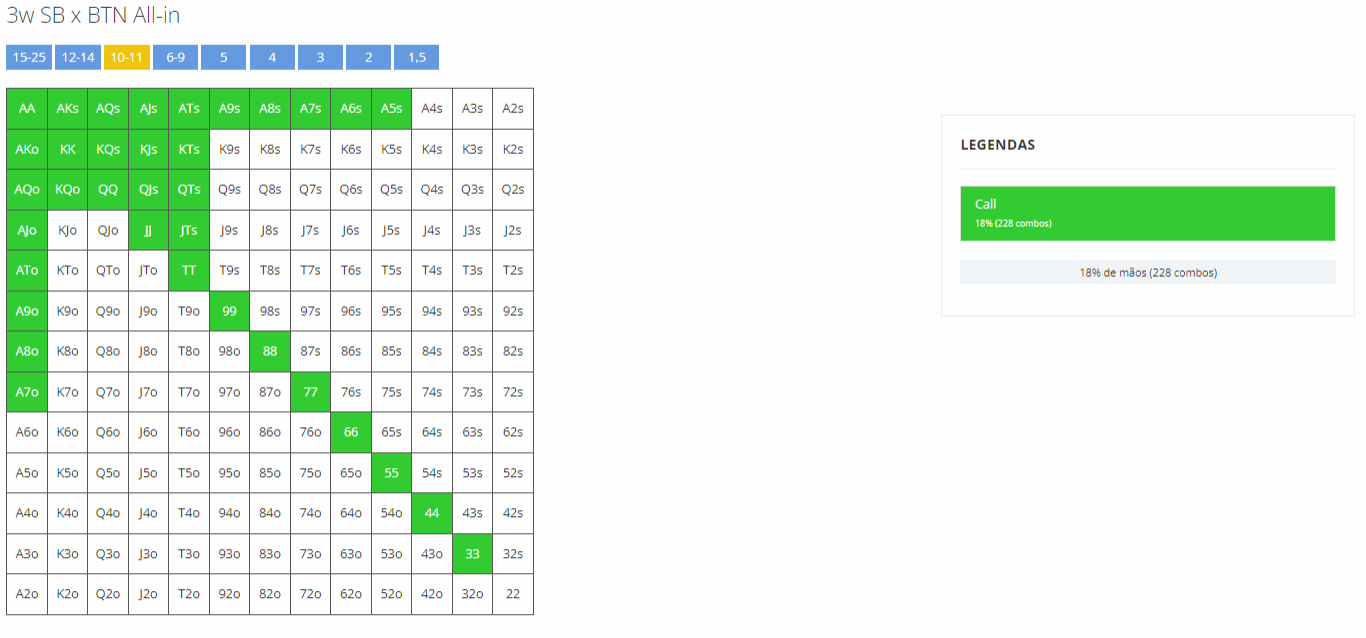 3w SB x BTN All-in
15-25 12-14 10-11 6-9 5 4 3 2 1,5
AA AKs AQs AJs ATs A9s A8s A7s A6s A5s A4s A3s A2s
AKo KK KQs KJs KTs K9s K8s K7s K6s K5s K4s K3s K2s
AQo KQo QQ QJs QTs Q9s Q8s Q7s Q6s Q5s Q4s Q3s Q2s
AJo KJo QJo JJ JTs J9s J8s J7s J6s J5s J4s J3s J2s
ATo KTo QTo JTo TT T9s T8s T7s T6s T5s T4s T3s T2s
A9o K9o Q9o J9o T9o 99 98s 97s 96s 95s 94s 93s 92s
A8o K8o Q8o J8o T8o 98o 88 87s 86s 85s 84s 83s 82s
A7o K7o Q7o J7o T7o 97o 87o 77 76s 75s 74s 73s 72s
A6o K6o Q6o J6o T6o 96o 86o 76o 66 65s 64s 63s 62s
A5o K5o Q5o J5o T5o 95o 85o 75o 65o 55 54s 53s 52s
A4o K4o Q4o J4o T4o 94o 84o 74o 64o 54o 44 43s 42s
A3o K3o Q3o J3o T3o 93o 83o 73o 63o 53o 43o 33 32s
A2o K2o Q2o J2o T2o 92o 82o 72o 62o 52o 42o 32o 22
LEGENDAS
Call
18% (228 combos)
18% de mãos (228 combos)